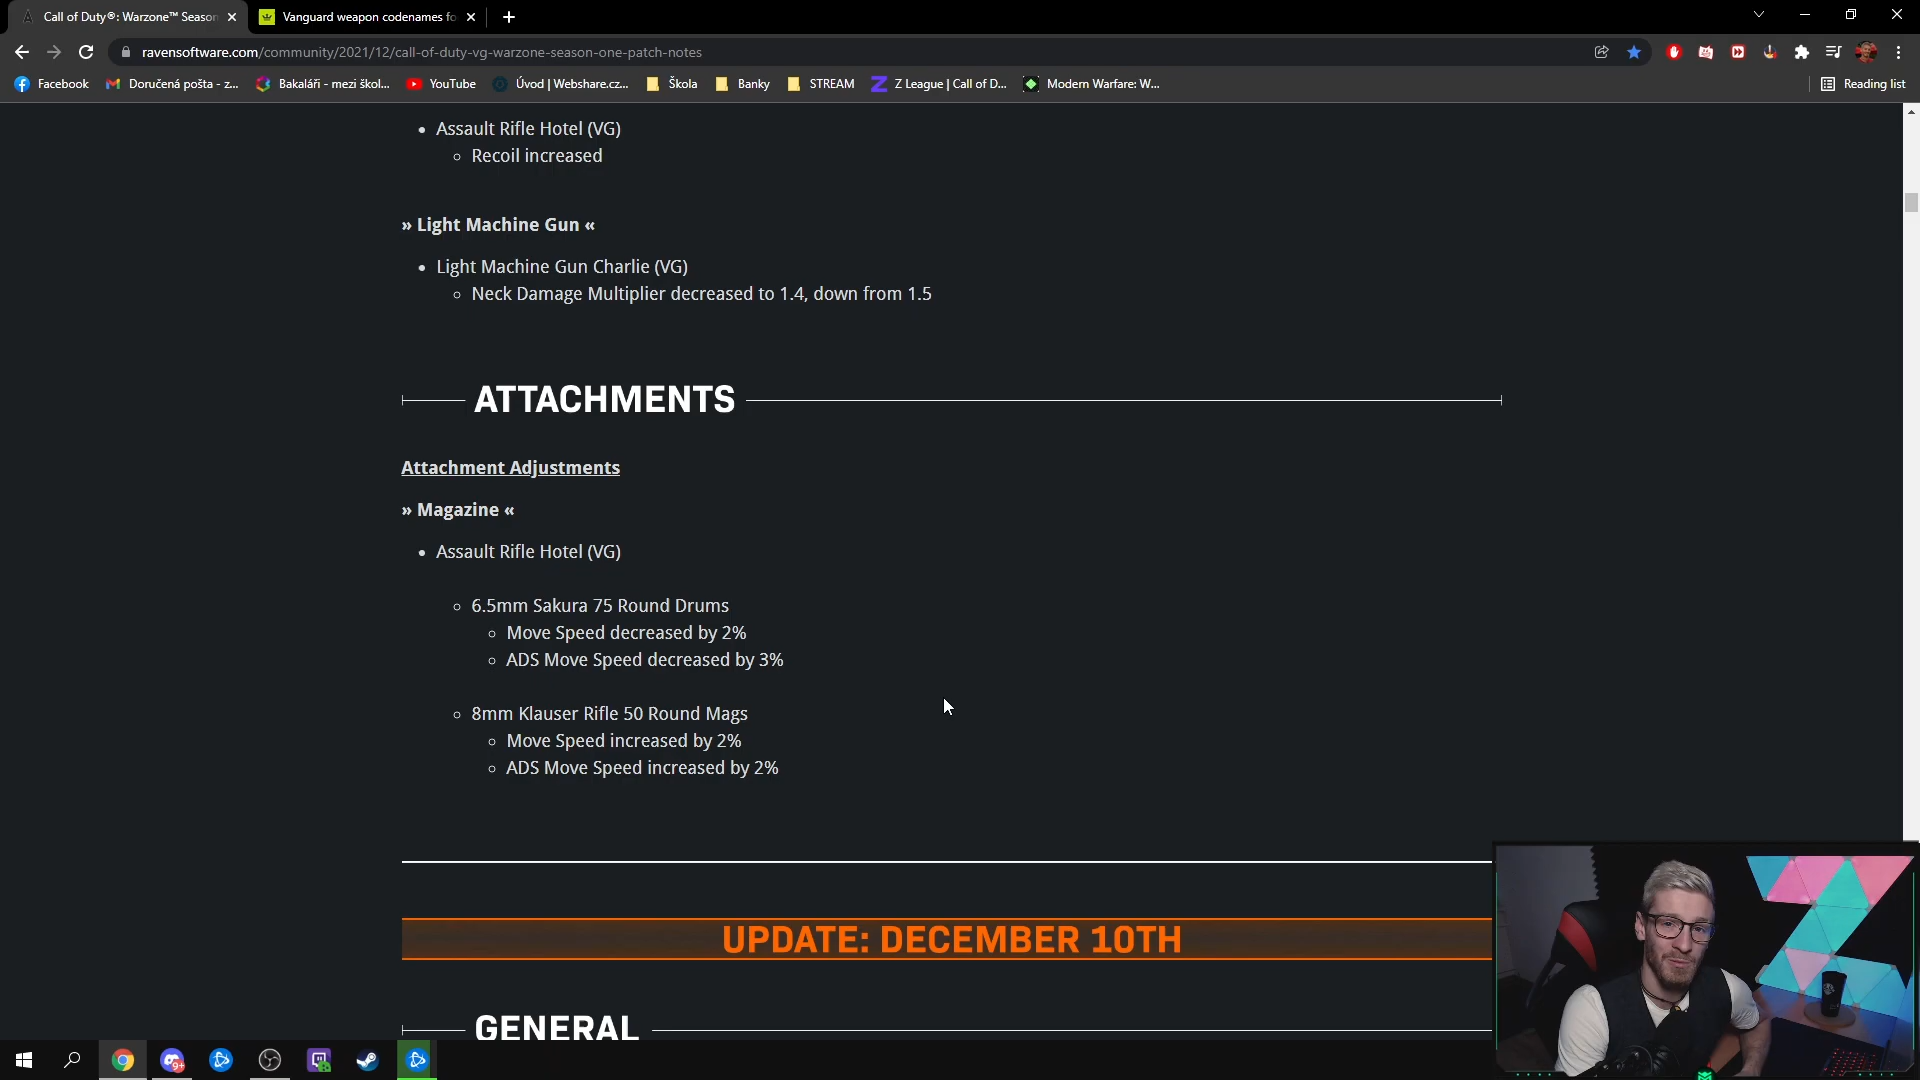 Call of Duty®: Warzone™ Season
Vanguard weapon codenames fo
ravensoftware.com/community/2021/12/call-of-duty-vg-warzone-season-one-patch-notes
Facebook
Doručená pošta - z...
Bakaláři - mezi škol...
YouTube
Úvod | Webshare.cz...
Škola
Banky
STREAM
Z League | Call of D...
Modern Warfare: W...
Reading list
• Assault Rifle Hotel (VG)
◦ Recoil increased
» Light Machine Gun «
• Light Machine Gun Charlie (VG)
◦ Neck Damage Multiplier decreased to 1.4, down from 1.5
ATTACHMENTS
Attachment Adjustments
» Magazine «
• Assault Rifle Hotel (VG)
◦ 6.5mm Sakura 75 Round Drums
◦ Move Speed decreased by 2%
◦ ADS Move Speed decreased by 3%
◦ 8mm Klauser Rifle 50 Round Mags
◦ Move Speed increased by 2%
◦ ADS Move Speed increased by 2%
UPDATE: DECEMBER 10TH
GENERAL
9+